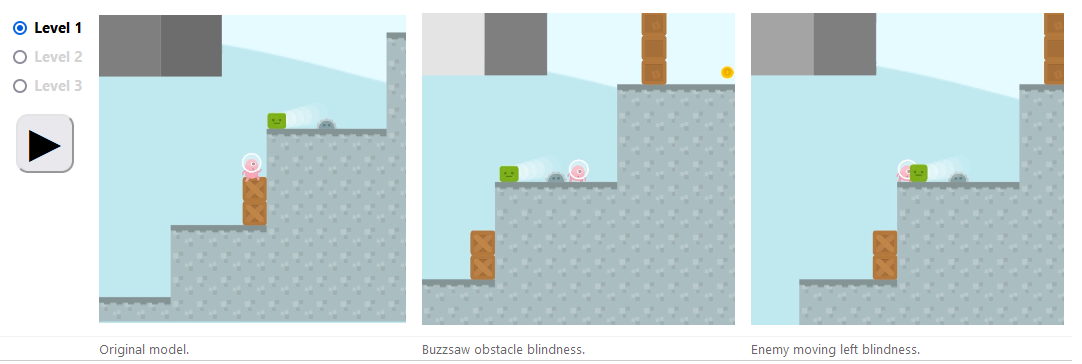 Level 1
Level 2
Level 3
Original model.
Buzzsaw obstacle blindness.
Enemy moving left blindness.